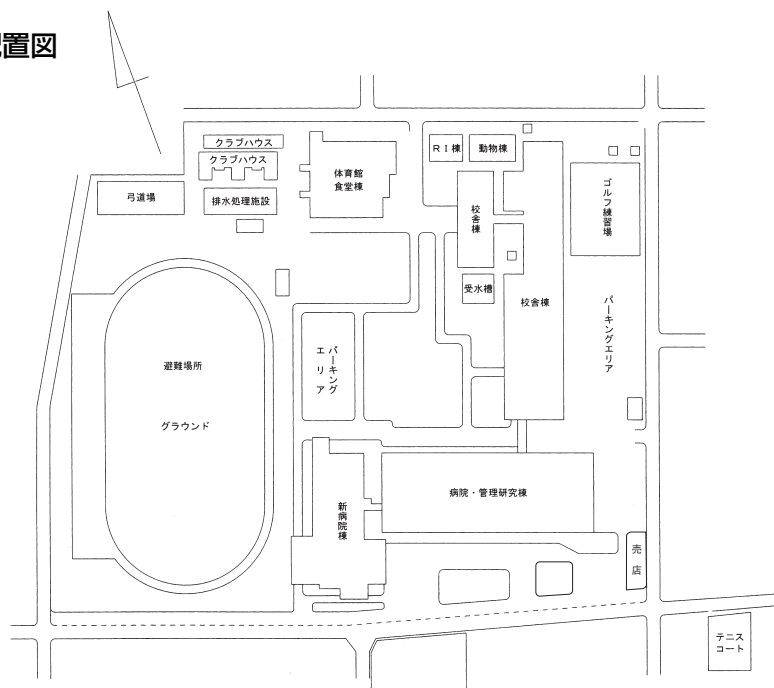 置図
クラブハウス
クラブハウス
弓道場
排水処理施設
体育館
食堂棟
RI棟
動物棟
校舎棟
受水槽
校舎棟
ゴルフ練習場
パーキングエリア
パーキング
エリア
避難場所
グラウンド
新病院棟
病院・管理研究棟
売店
テニス
コート